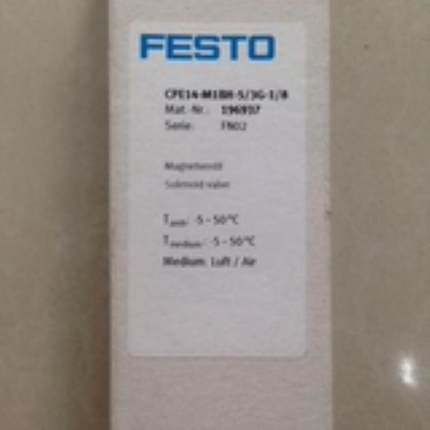 FESTO
CPE14-M1BH-5/3G-1/8
Mat.-Nr.: 196937
Serie: FN02
Magnetventil
Solenoid valve
Tamb: -5 - 50°C
Tmedium: -5 - 50°C
Medium: Luft / Air